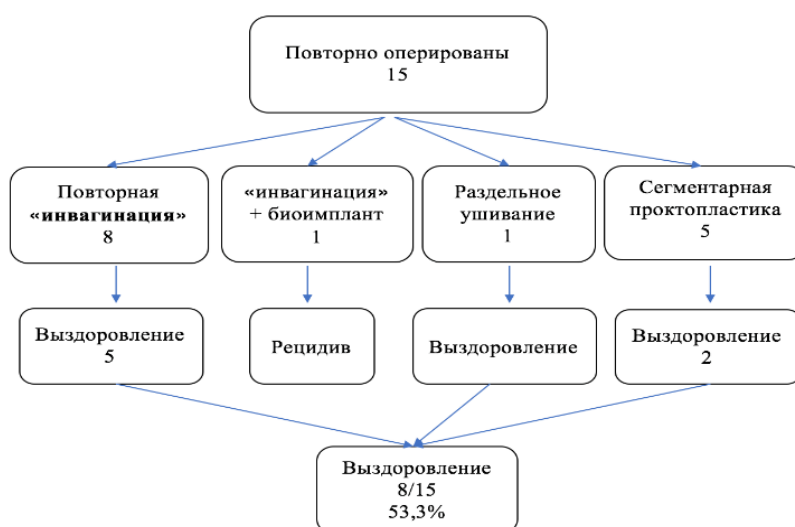 Повторно оперированы
15
Повторная
«инвагинация»
8
«инвагинация»
+ биоимплант
1
Раздельное
ушивание
1
Сегментарная
проктопластика
5
Выздоровление
5
Рецидив
Выздоровление
Выздоровление
2
Выздоровление
8/15
53,3%